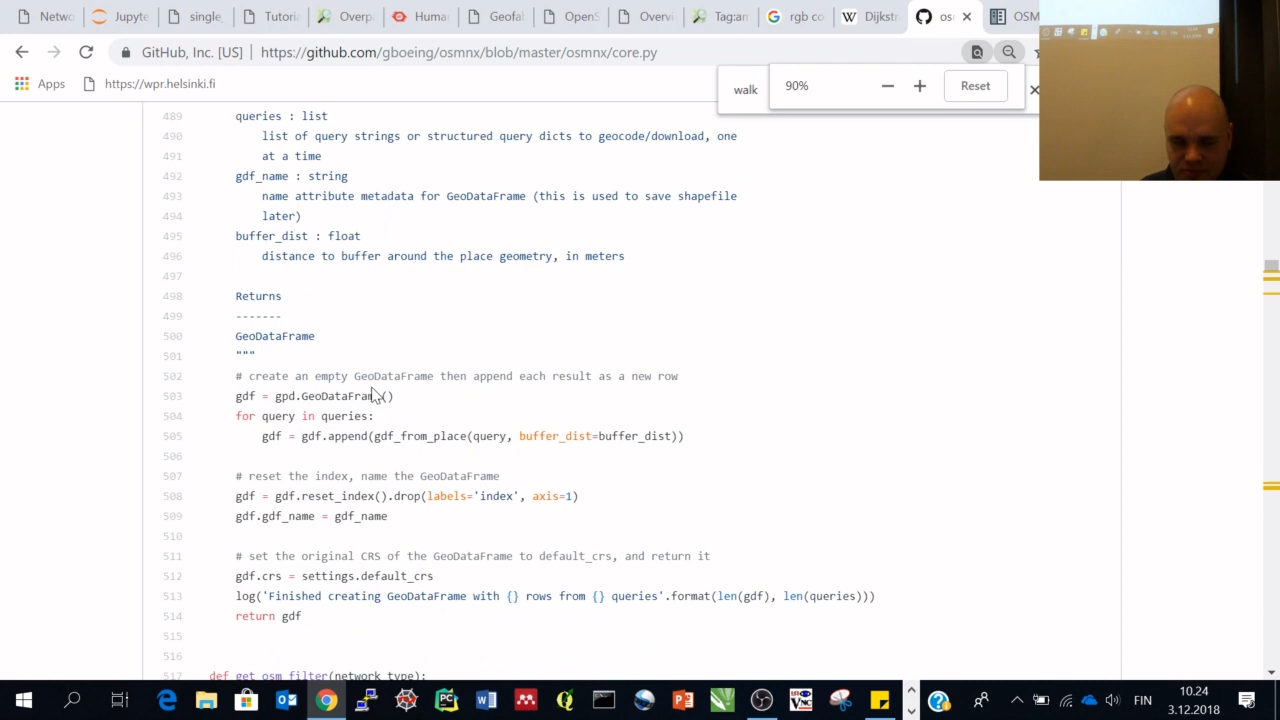 Netwo
Jupyte
single_
Tutoria
Overp
Human
Geofal
OpenS
Overvi
Tag:am
rgb co
Dijkstr
osm
OSM
GitHub, Inc. [US] https://github.com/gboeing/osmnx/blob/master/osmnx/core.py
Apps https://wpr.helsinki.fi
walk
90% Reset
489 queries : list
490 list of query strings or structured query dicts to geocode/download, one
491 at a time
492 gdf_name : string
493 name attribute metadata for GeoDataFrame (this is used to save shapefile
494 later)
495 buffer_dist : float
496 distance to buffer around the place geometry, in meters
497
498 Returns
499 -------
500 GeoDataFrame
501 """
502 # create an empty GeoDataFrame then append each result as a new row
503 gdf = gpd.GeoDataFrame()
504 for query in queries:
505 gdf = gdf.append(gdf_from_place(query, buffer_dist=buffer_dist))
506
507 # reset the index, name the GeoDataFrame
508 gdf = gdf.reset_index().drop(labels='index', axis=1)
509 gdf.gdf_name = gdf_name
510
511 # set the original CRS of the GeoDataFrame to default_crs, and return it
512 gdf.crs = settings.default_crs
513 log('Finished creating GeoDataFrame with {} rows from {} queries'.format(len(gdf), len(queries)))
514 return gdf
515
516
517 def get_osm_filter(network_type):
FIN
10.24
3.12.2018